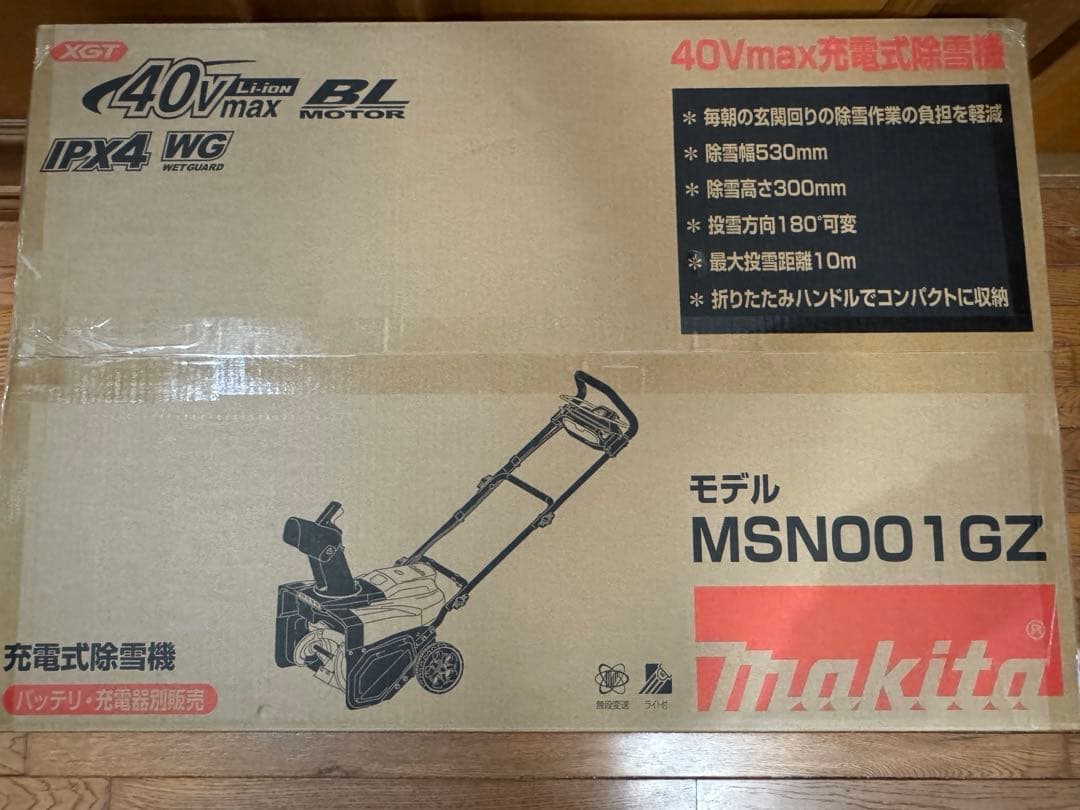 XGT
40Vmax Li-ion BL MOTOR
IPX4 WG WET GUARD
40Vmax充電式除雪機
＊ 毎朝の玄関回りの除雪作業の負担を軽減
＊ 除雪幅530mm
＊ 除雪高さ300mm
＊ 投雪方向180°可変
＊ 最大投雪距離10m
＊ 折りたたみハンドルでコンパクトに収納
モデル
MSN001GZ
makita®
充電式除雪機
バッテリ・充電器別販売
無段変速 ライト付